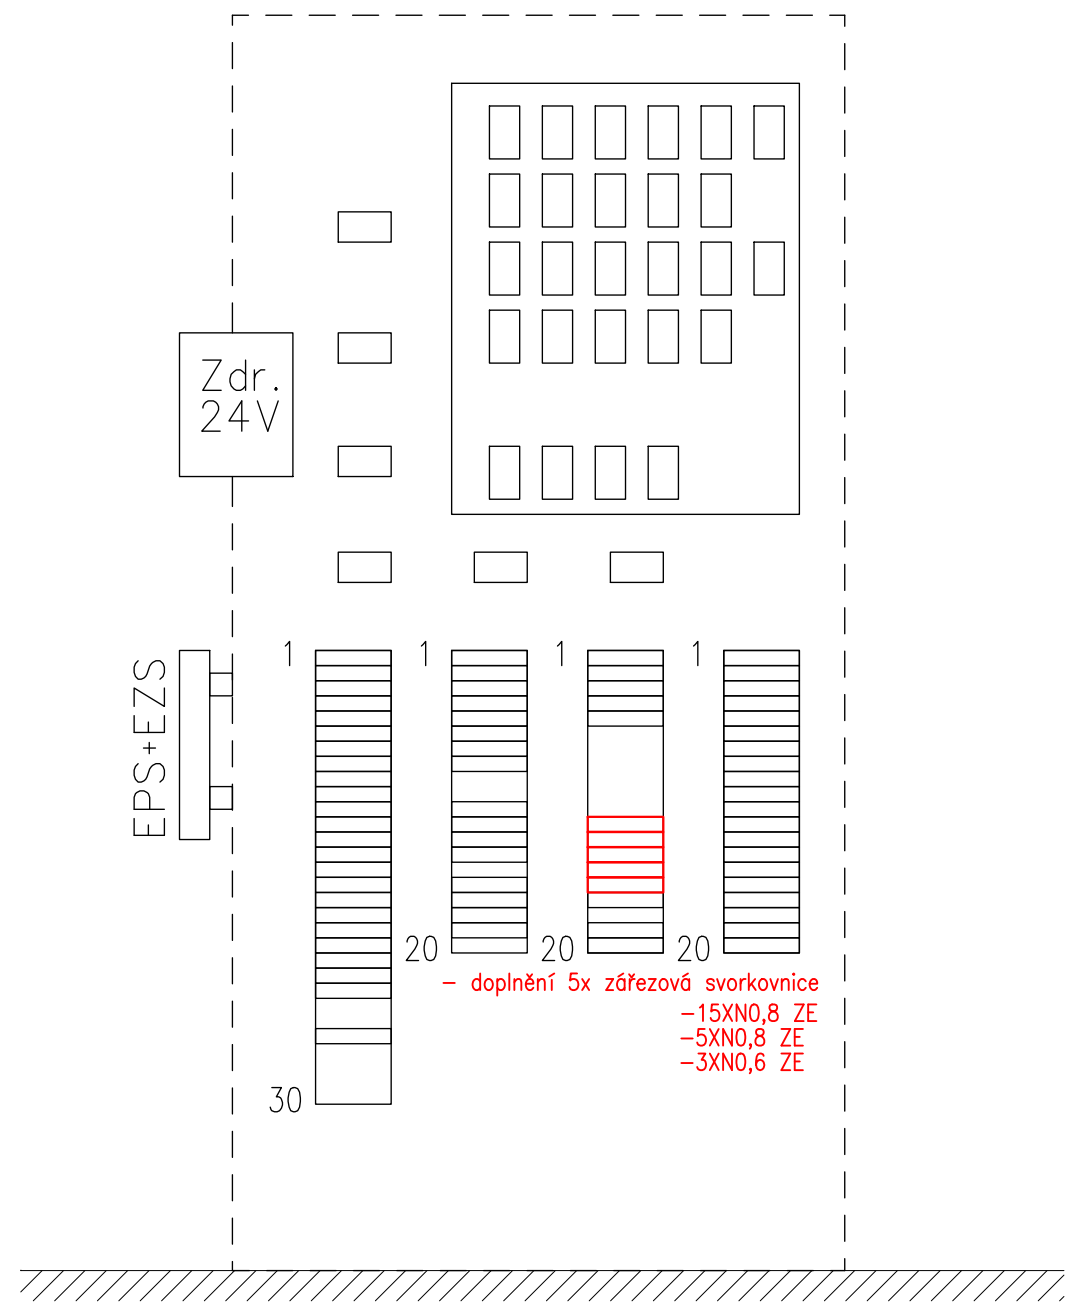 Zdr.
24V
EPS+EZS
1
1
1
1
20
20
20
- doplnění 5x zářezová svorkovnice
-15XN0,8 ZE
-5XN0,8 ZE
-3XN0,6 ZE
30